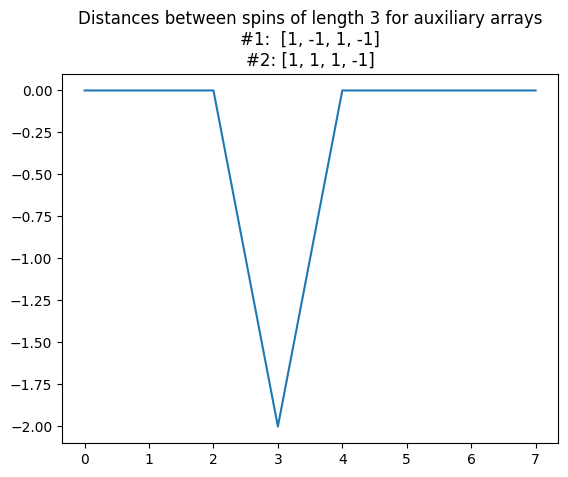 Distances between spins of length 3 for auxiliary arrays
#1:  [1, -1, 1, -1]
#2: [1, 1, 1, -1]
0.00
−0.25
−0.50
−0.75
−1.00
−1.25
−1.50
−1.75
−2.00
0 1 2 3 4 5 6 7